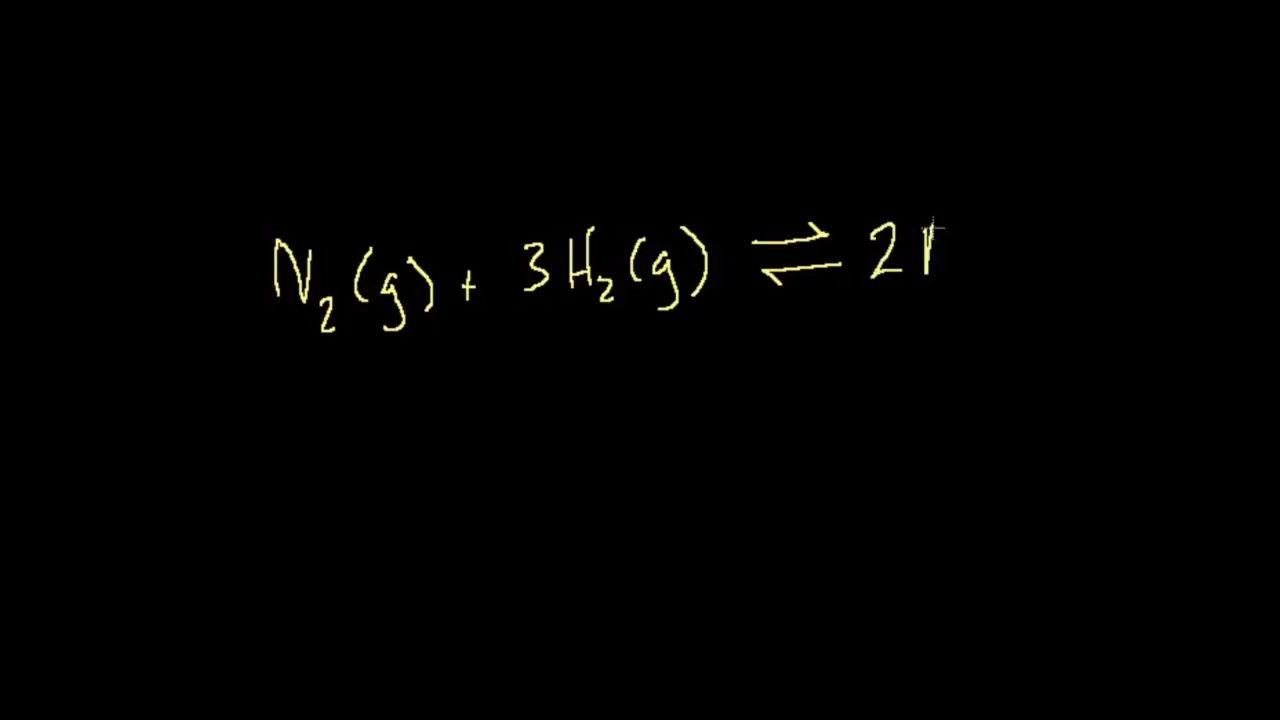 N₂(g) + 3H₂(g) ⇌ 2